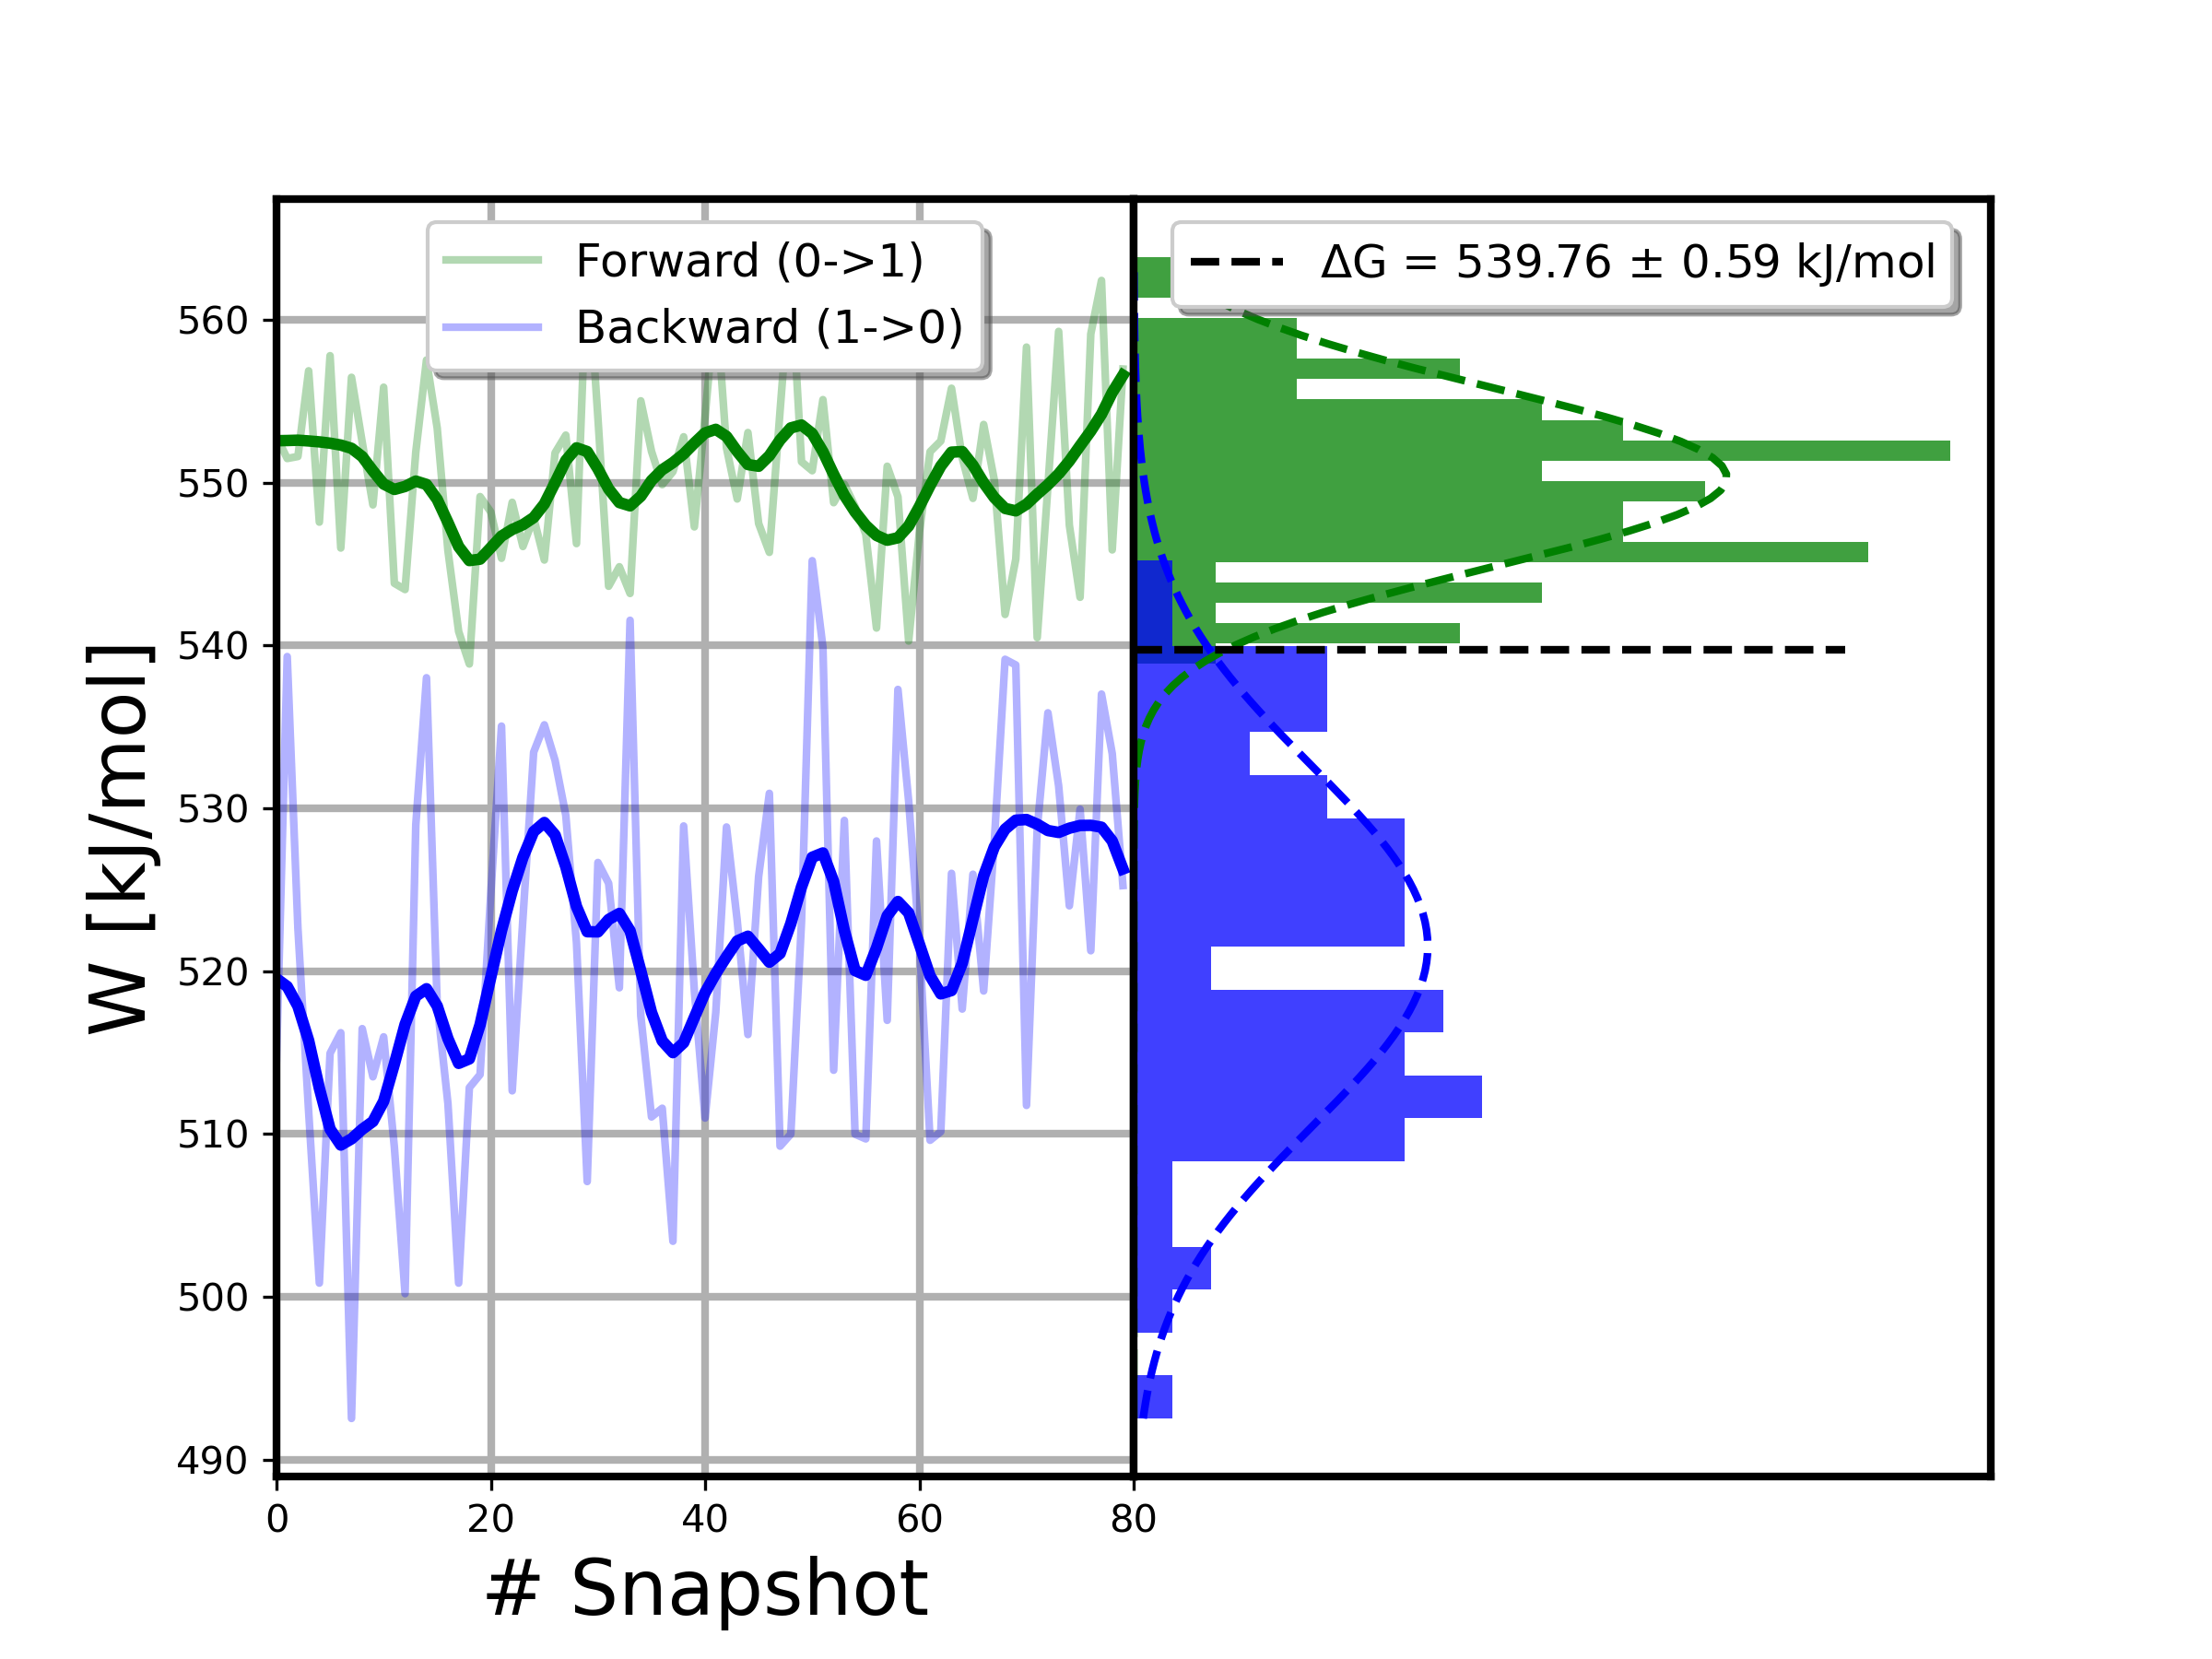 Forward (0->1)
Backward (1->0)
ΔG = 539.76 ± 0.59 kJ/mol
W [kJ/mol]
560
550
540
530
520
510
500
490
0 20 40 60 80
# Snapshot